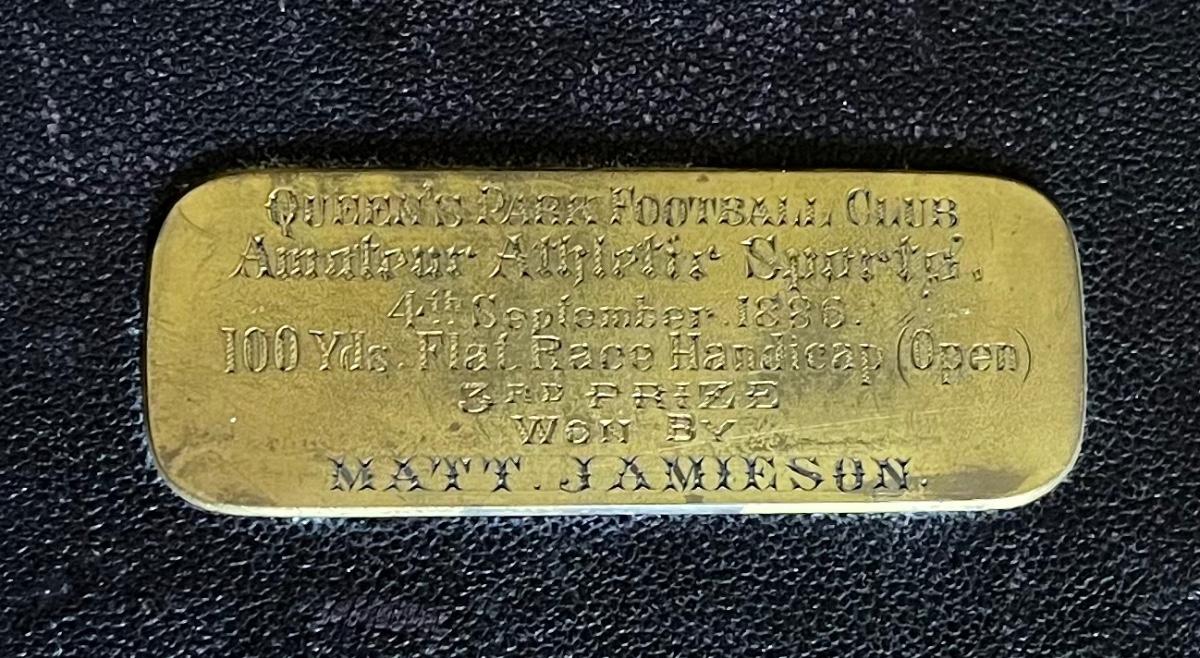 QUEEN'S PARK FOOTBALL CLUB
Amateur Athletic Sports.
4th September 1886.
100 Yds. Flat Race Handicap (Open)
3RD PRIZE
WON BY
MATT. JAMIESON.